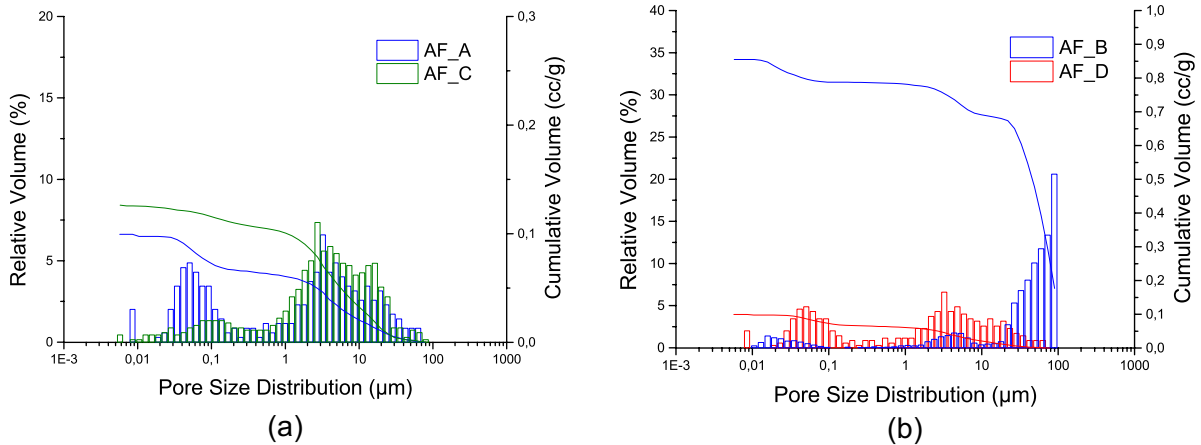 20
15
10
5
0
Relative Volume (%)
0,3
0,2
0,1
0,0
Cumulative Volume (cc/g)
AF_A
AF_C
1E-3
0,01
0,1
1
10
100
1000
Pore Size Distribution (µm)
(a)
40
35
30
25
20
15
10
5
0
Relative Volume (%)
1,0
0,9
0,8
0,7
0,6
0,5
0,4
0,3
0,2
0,1
0,0
Cumulative Volume (cc/g)
AF_B
AF_D
1E-3
0,01
0,1
1
10
100
1000
Pore Size Distribution (µm)
(b)